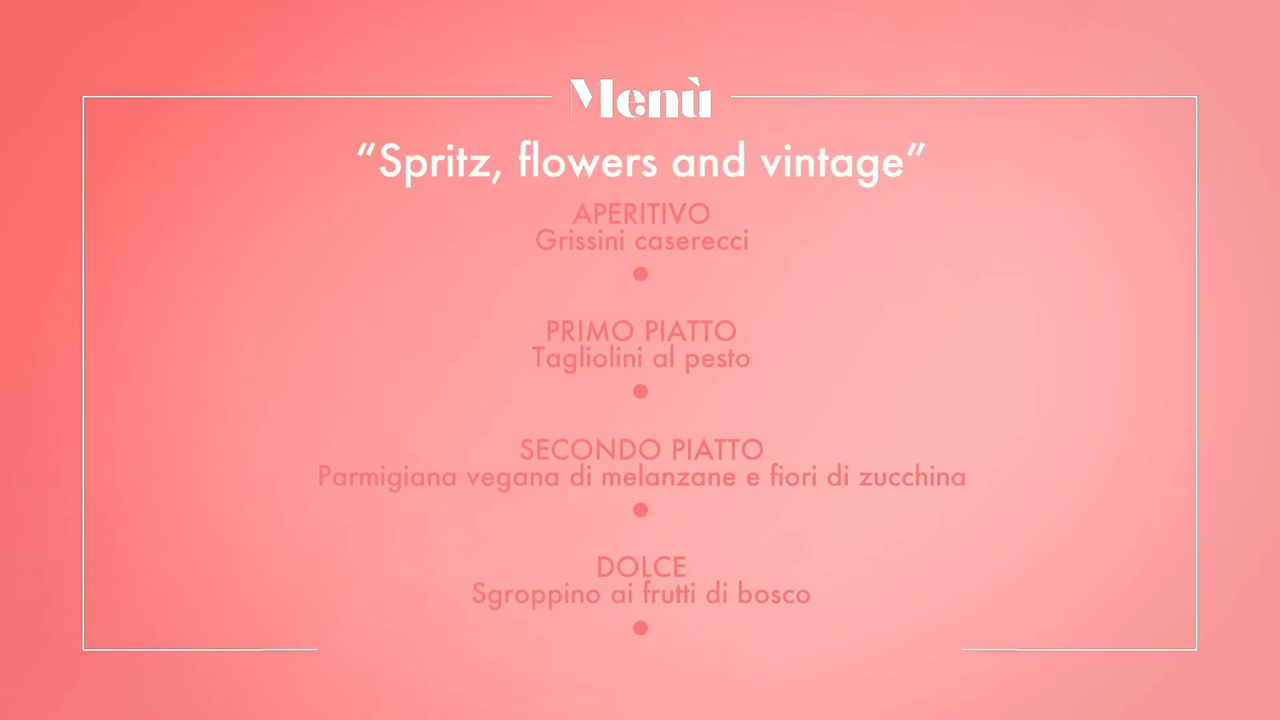 Menù
“Spritz, flowers and vintage”
APERITIVO
Grissini caserecci
PRIMO PIATTO
Tagliolini al pesto
SECONDO PIATTO
Parmigiana vegana di melanzane e fiori di zucchina
DOLCE
Sgroppino ai frutti di bosco